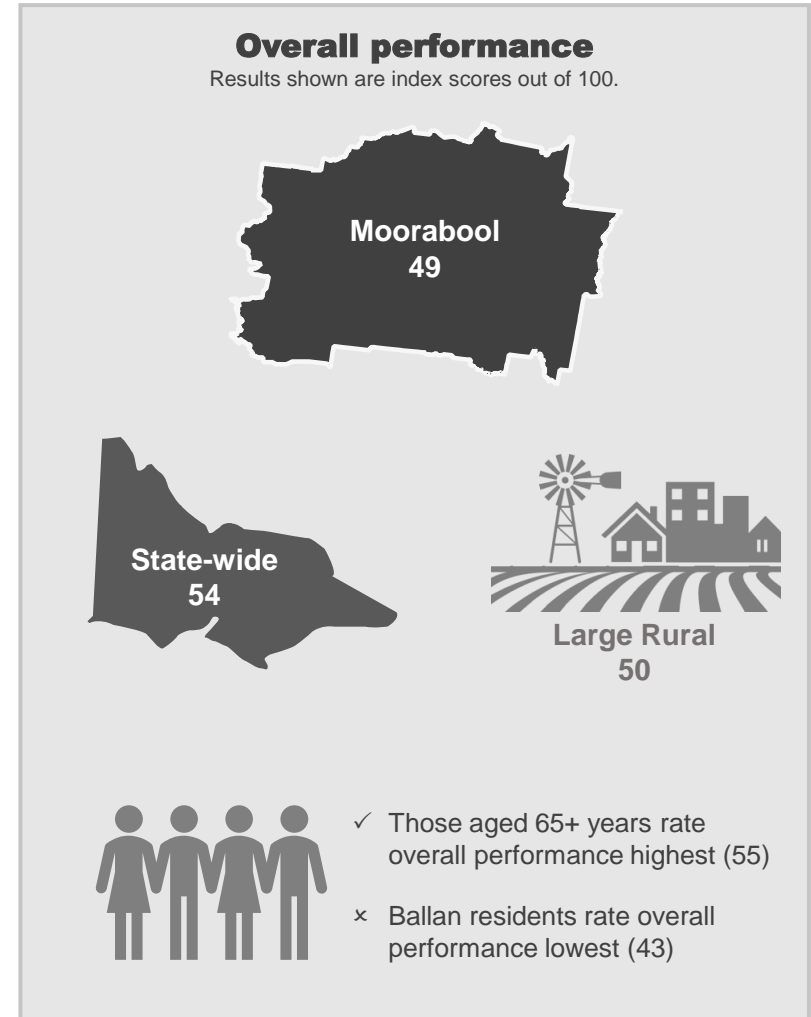 Overall performance
Results shown are index scores out of 100.
Moorabool
49
State-wide
54
Large Rural
50
✓ Those aged 65+ years rate
overall performance highest (55)
× Ballan residents rate overall
performance lowest (43)